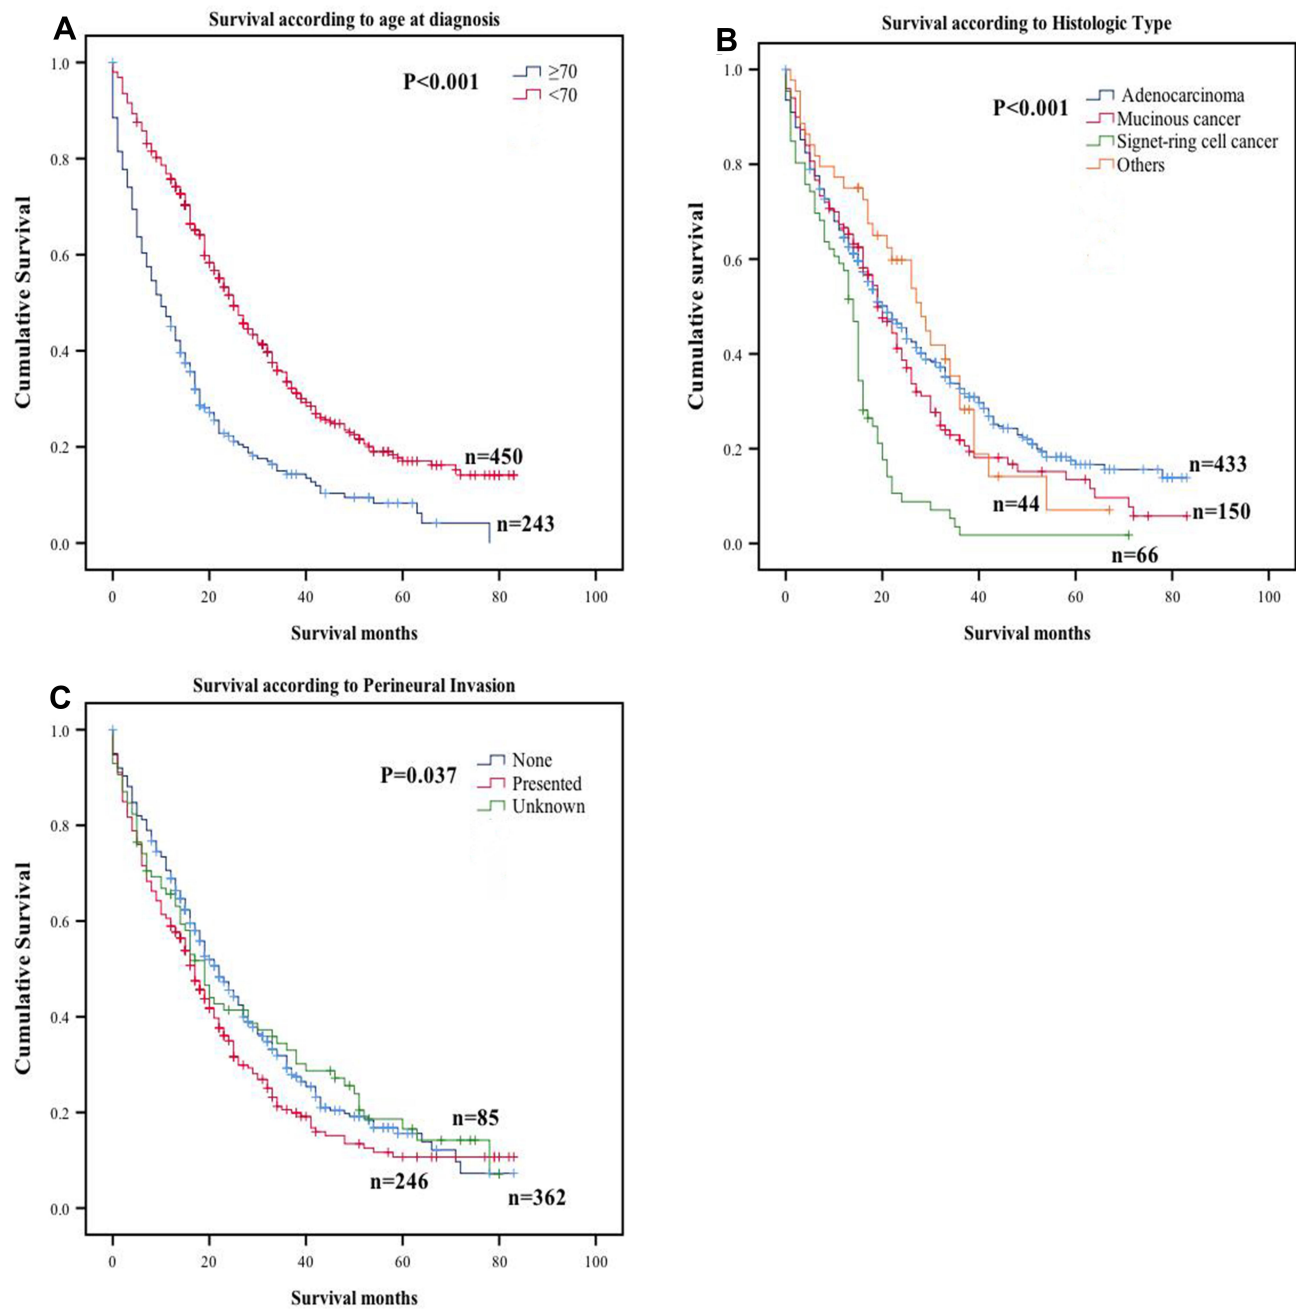 A
Survival according to age at diagnosis
P<0.001
≥70
<70
Cumulative Survival
1.0
0.8
0.6
0.4
0.2
0.0
n=450
n=243
0 20 40 60 80 100
Survival months
B
Survival according to Histologic Type
P<0.001
Adenocarcinoma
Mucinous cancer
Signet-ring cell cancer
Others
Cumulative survival
1.0
0.8
0.6
0.4
0.2
0.0
n=433
n=44
n=150
n=66
0 20 40 60 80 100
Survival months
C
Survival according to Perineural Invasion
P=0.037
None
Presented
Unknown
Cumulative Survival
1.0
0.8
0.6
0.4
0.2
0.0
n=85
n=246
n=362
0 20 40 60 80 100
Survival months